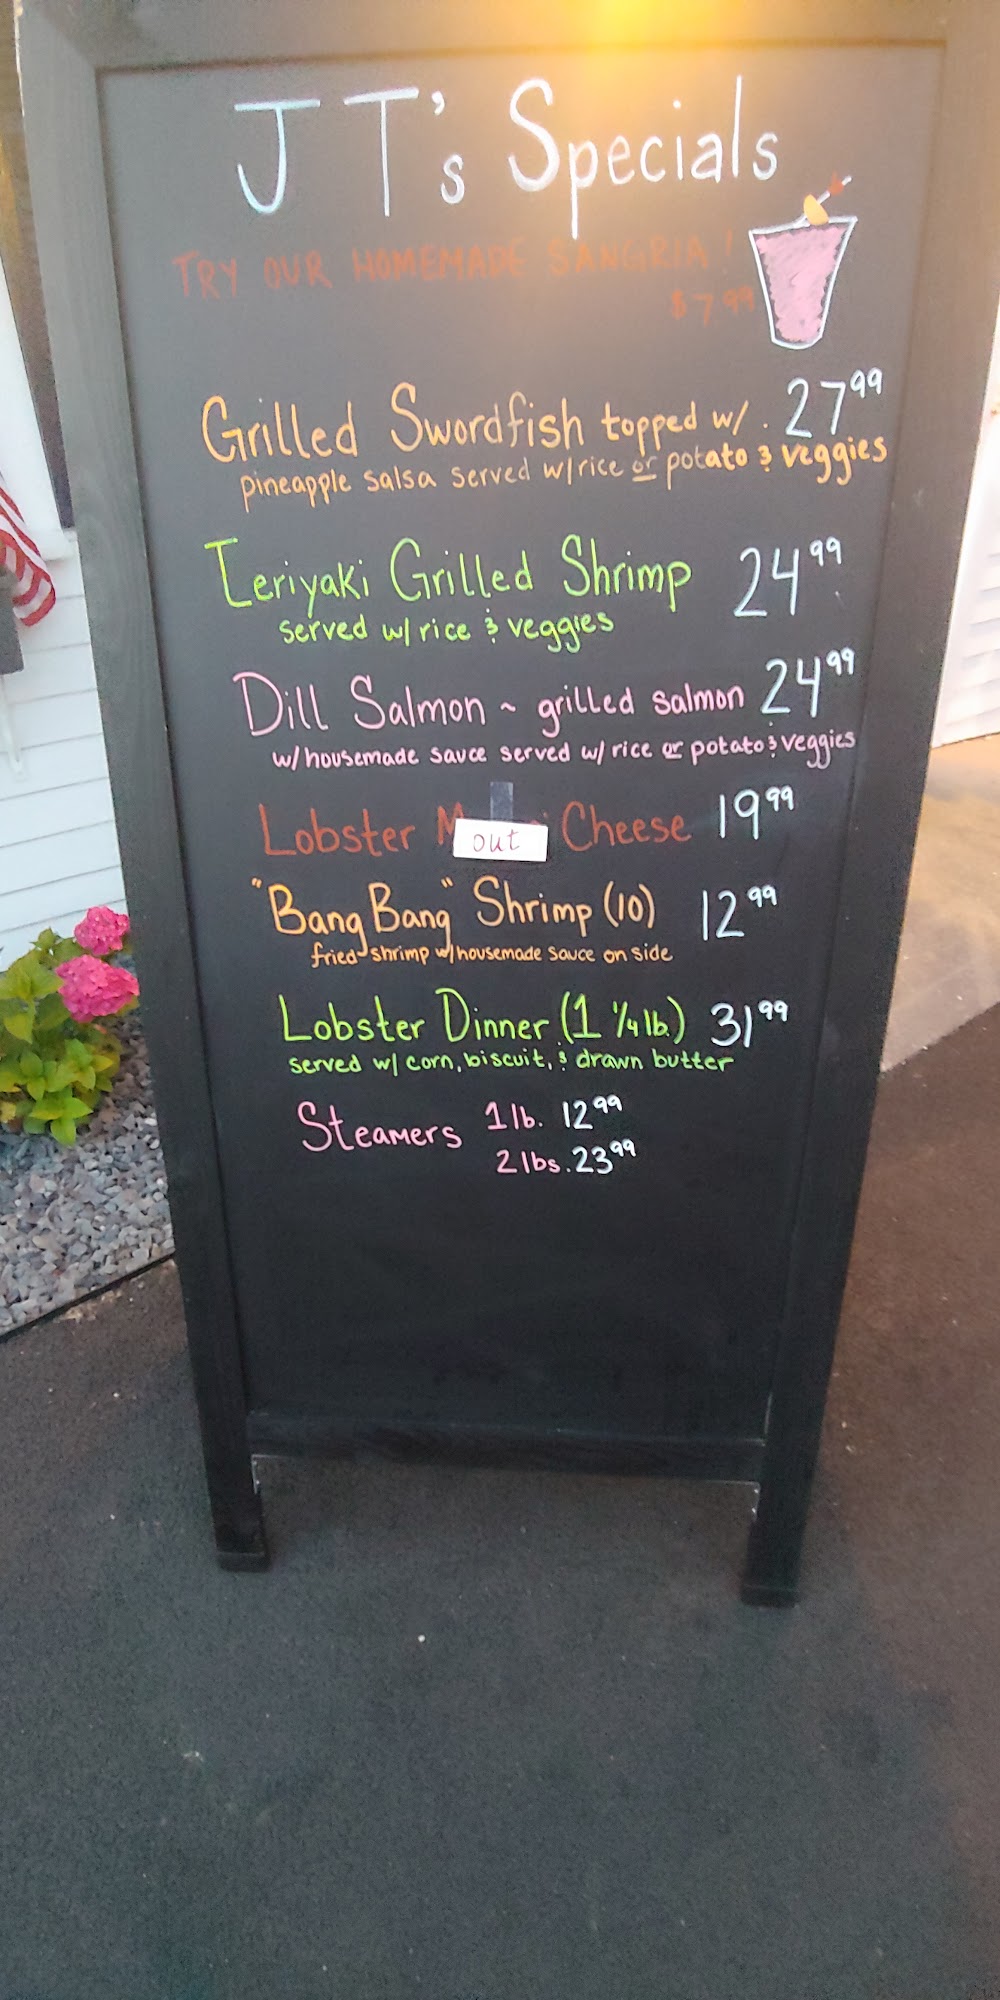 JT's Specials
TRY OUR HOMEMADE SANGRIA!
$7.99
Grilled Swordfish topped w/ . 27 99
pineapple salsa served w/rice or potato & veggies
Teriyaki Grilled Shrimp 24 99
served w/ rice & veggies
Dill Salmon ~ grilled salmon 24 99
w/housemade sauce served w/ rice or potato & veggies
Lobster out Cheese 19 99
"Bang Bang" Shrimp (10) 12 99
fried shrimp w/housemade sauce on side
Lobster Dinner (1 1/4 lb.) 31 99
served w/ corn, biscuit, & drawn butter
Steamers 1 lb. 12 99
2 lbs. 23 99